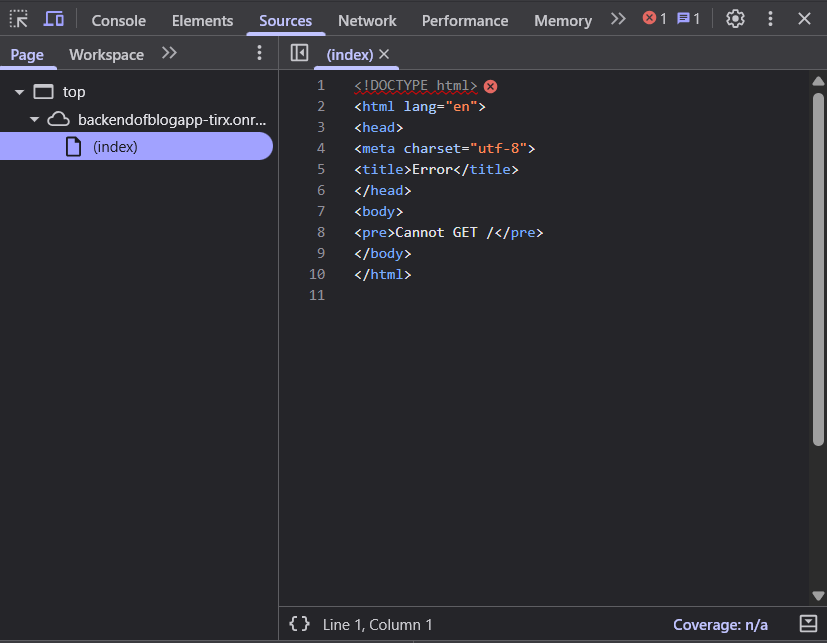 Console Elements Sources Network Performance Memory 1 1
Page Workspace (index)
top
backendofblogapp-tirx.onr...
(index)
1 <!DOCTYPE html>
2 <html lang="en">
3 <head>
4 <meta charset="utf-8">
5 <title>Error</title>
6 </head>
7 <body>
8 <pre>Cannot GET /</pre>
9 </body>
10 </html>
11
{} Line 1, Column 1 Coverage: n/a